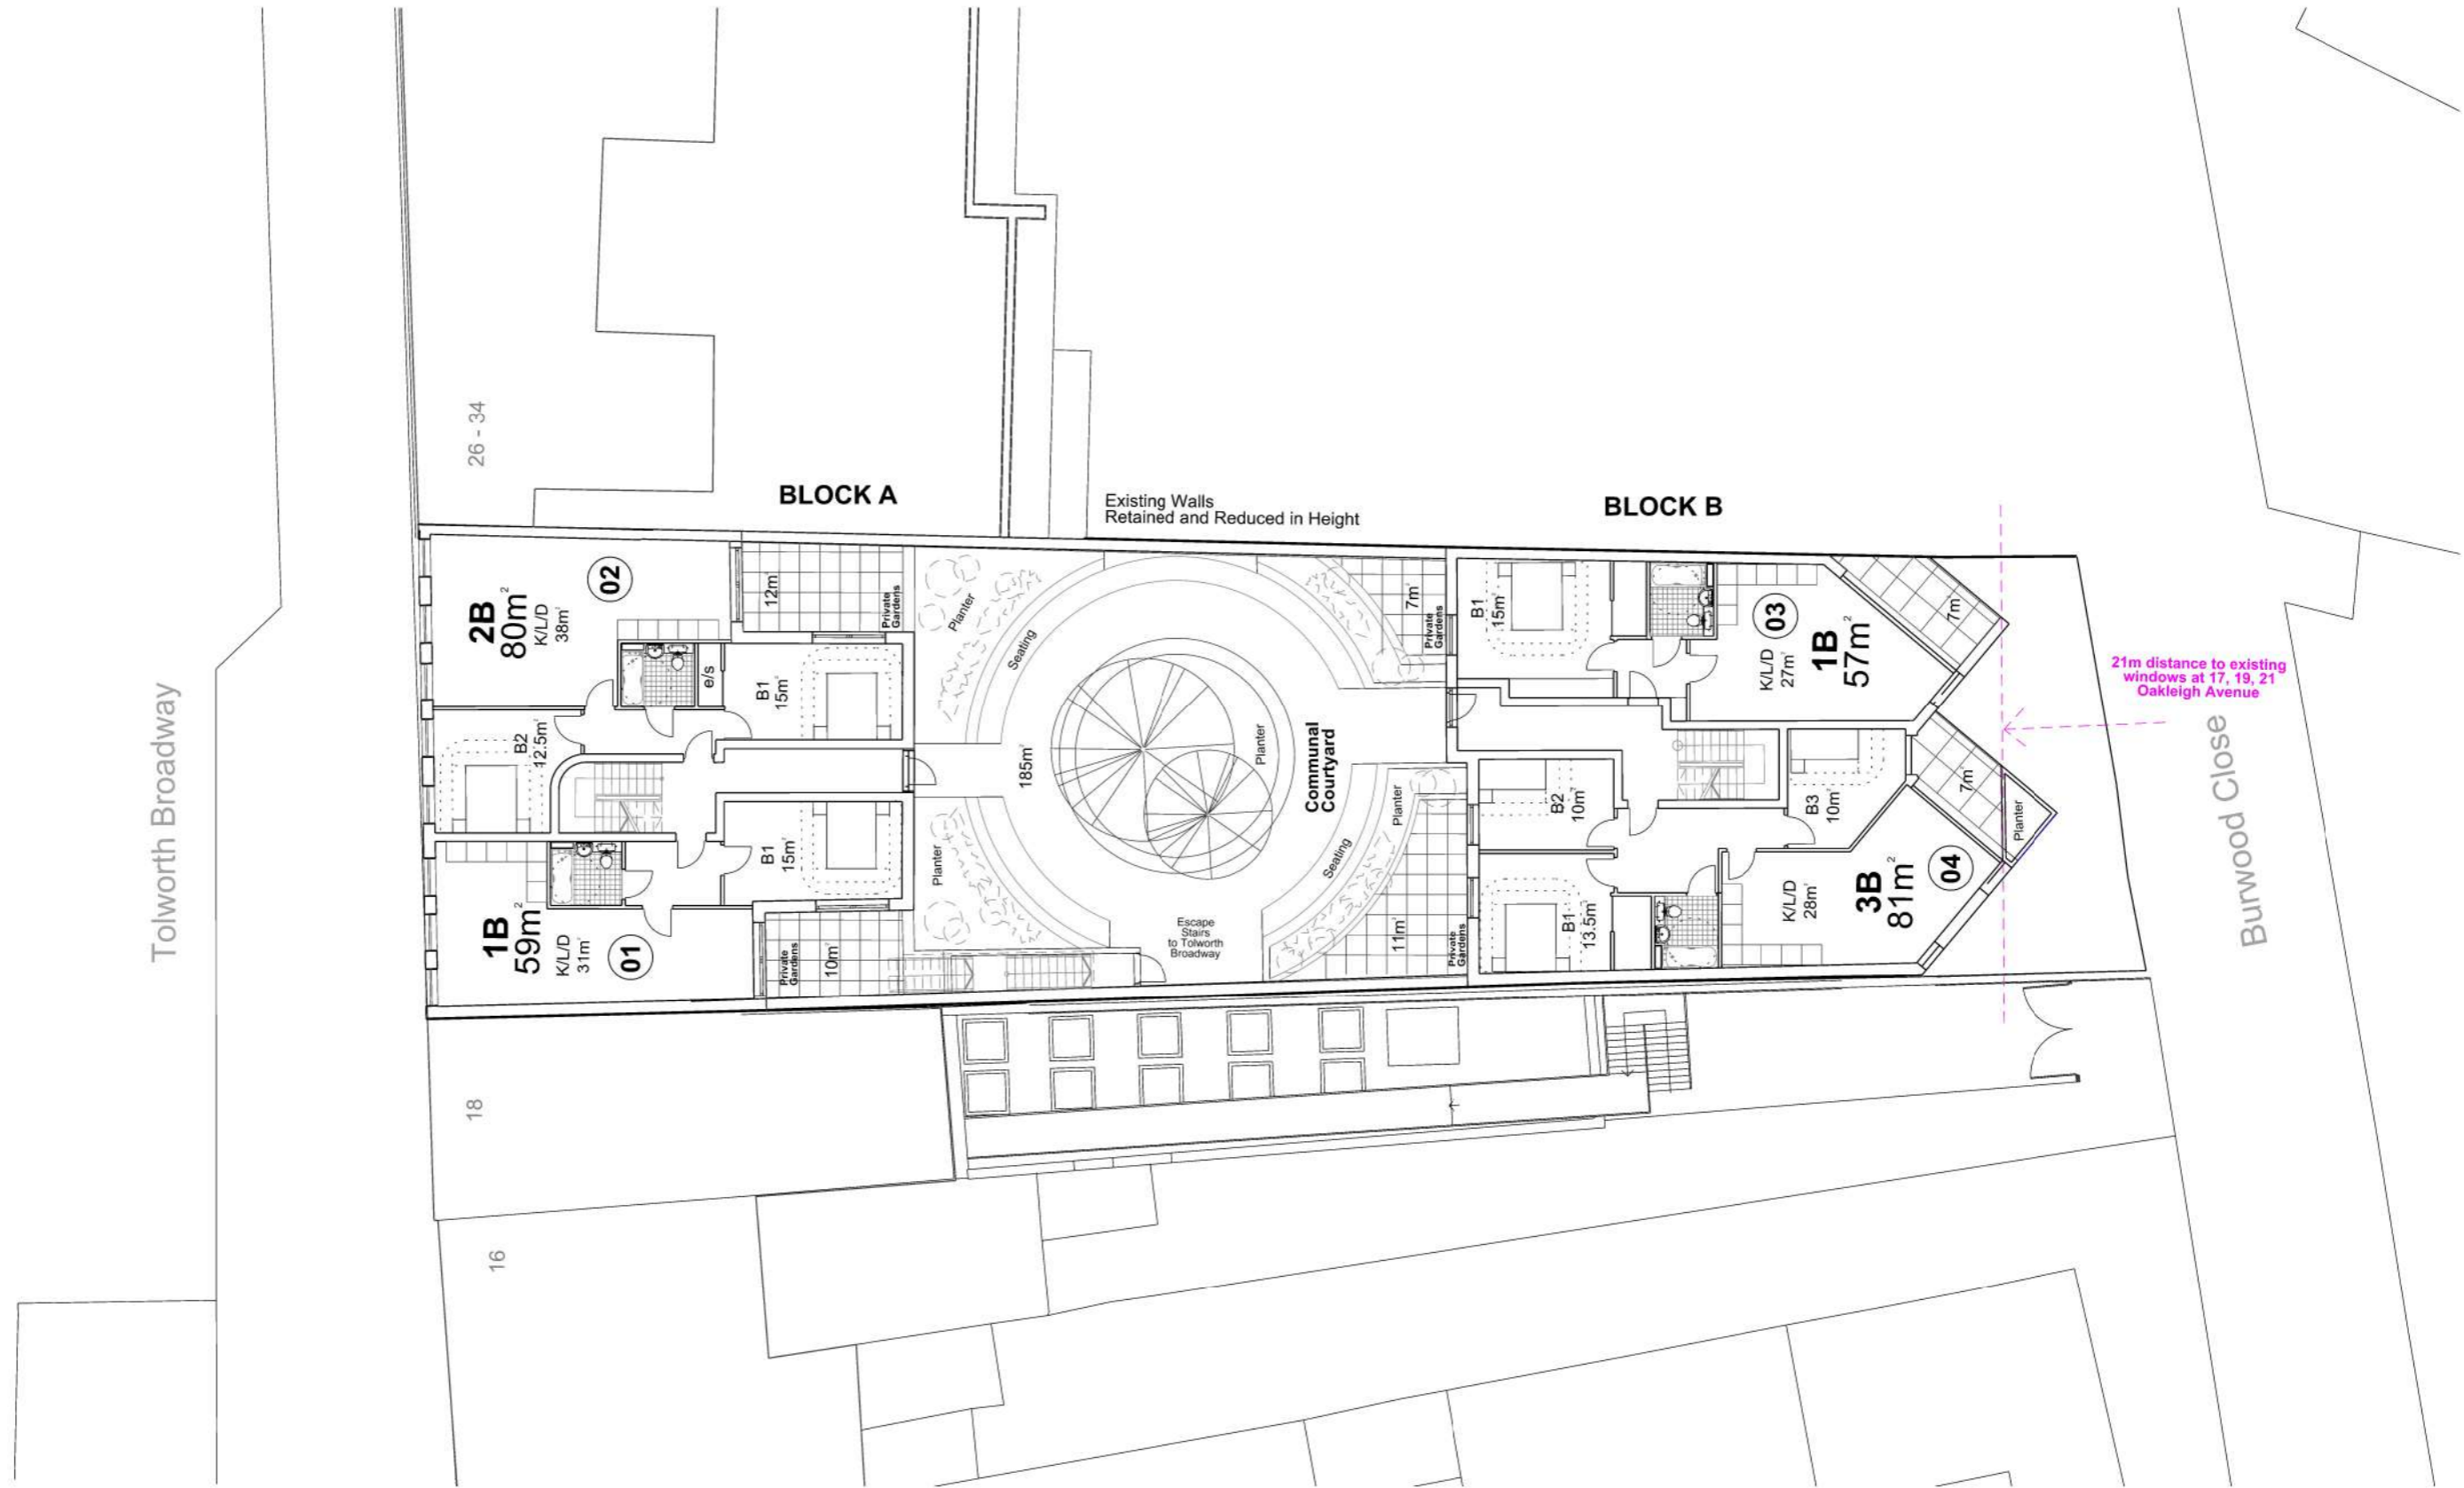 Tolworth Broadway
26 - 34
BLOCK A
2B
80m²
K/L/D
38m²
02
12m²
Private
Gardens
e/s
B1
15m²
B2
12.5m²
B1
15m²
1B
59m²
K/L/D
31m²
01
Private
Gardens
10m²
Existing Walls
Retained and Reduced in Height
Planter
Seating
185m²
Planter
Communal
Courtyard
Planter
Planter
Seating
Escape
Stairs
to Tolworth
Broadway
BLOCK B
7m²
Private
Gardens
B1
15m²
03
K/L/D
27m²
1B
57m²
7m²
B2
10m²
B3
10m²
7m²
Planter
11m²
Private
Gardens
B1
13.5m²
K/L/D
28m²
3B
81m²
04
21m distance to existing
windows at 17, 19, 21
Oakleigh Avenue
Burwood Close
18
16